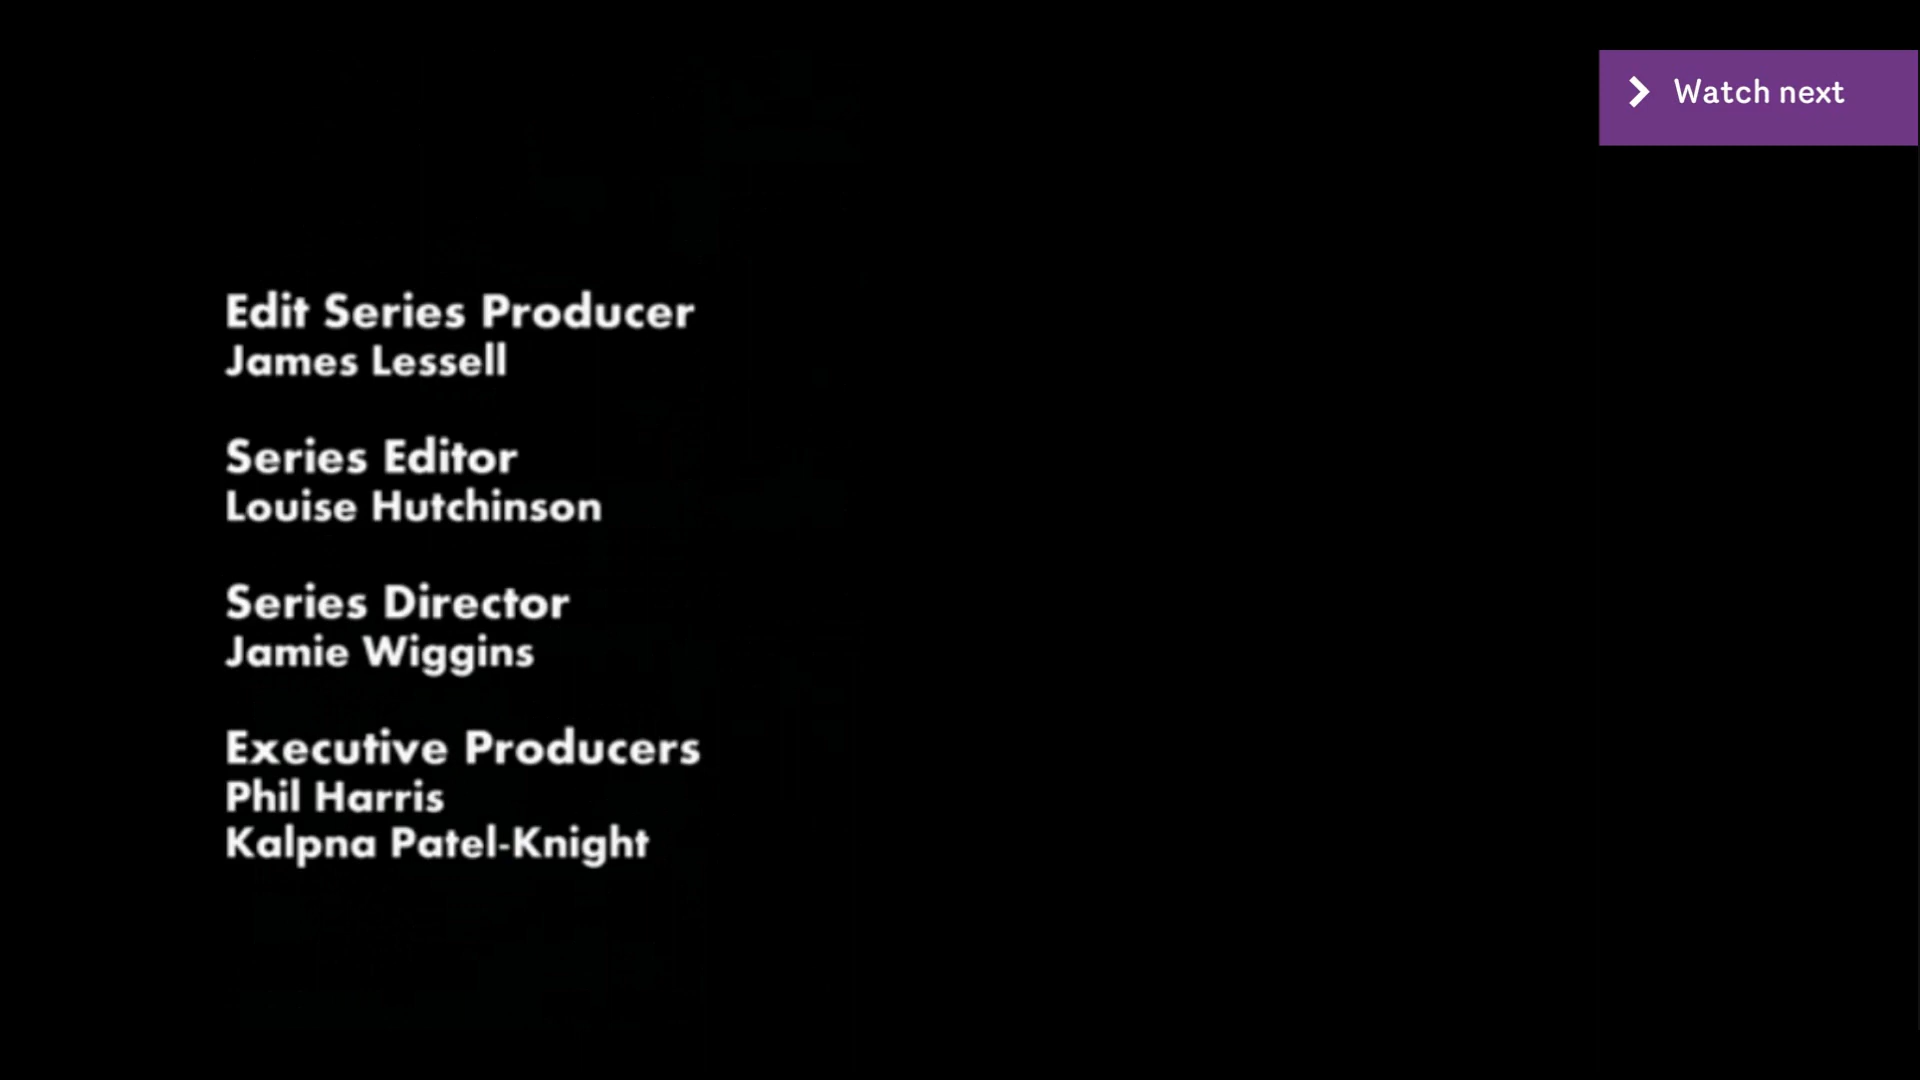 Watch next
Edit Series Producer
James Lessell
Series Editor
Louise Hutchinson
Series Director
Jamie Wiggins
Executive Producers
Phil Harris
Kalpna Patel-Knight